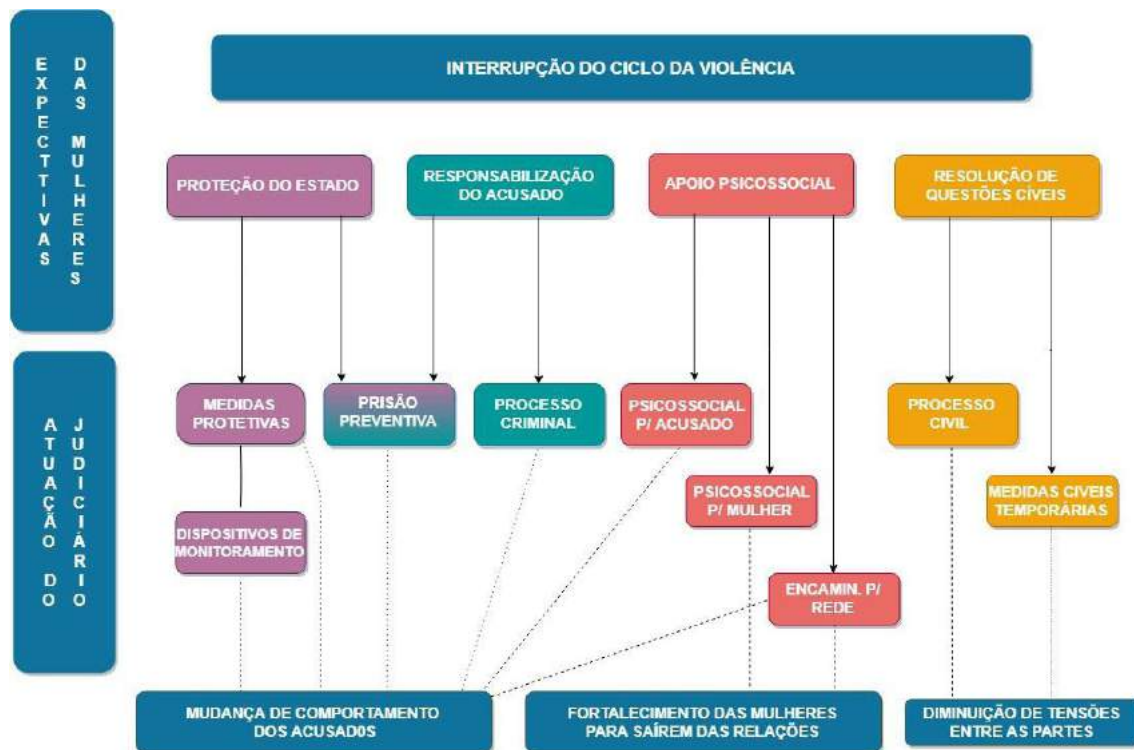 EXPECTTIVAS
DAS MULHERES
INTERRUPÇÃO DO CICLO DA VIOLÊNCIA
PROTEÇÃO DO ESTADO
RESPONSABILIZAÇÃO
DO ACUSADO
APOIO PSICOSSOCIAL
RESOLUÇÃO DE
QUESTÕES CÍVEIS
ATUAÇÃO DO
JUDICIÁRIO
MEDIDAS
PROTETIVAS
PRISÃO
PREVENTIVA
PROCESSO
CRIMINAL
PSICOSSOCIAL
P/ ACUSADO
PROCESSO
CIVIL
PSICOSSOCIAL
P/ MULHER
MEDIDAS CIVEIS
TEMPORÁRIAS
DISPOSITIVOS DE
MONITORAMENTO
ENCAMIN. P/
REDE
MUDANÇA DE COMPORTAMENTO
DOS ACUSAD0S
FORTALECIMENTO DAS MULHERES
PARA SAÍREM DAS RELAÇÕES
DIMINUIÇÃO DE TENSÕES
ENTRE AS PARTES